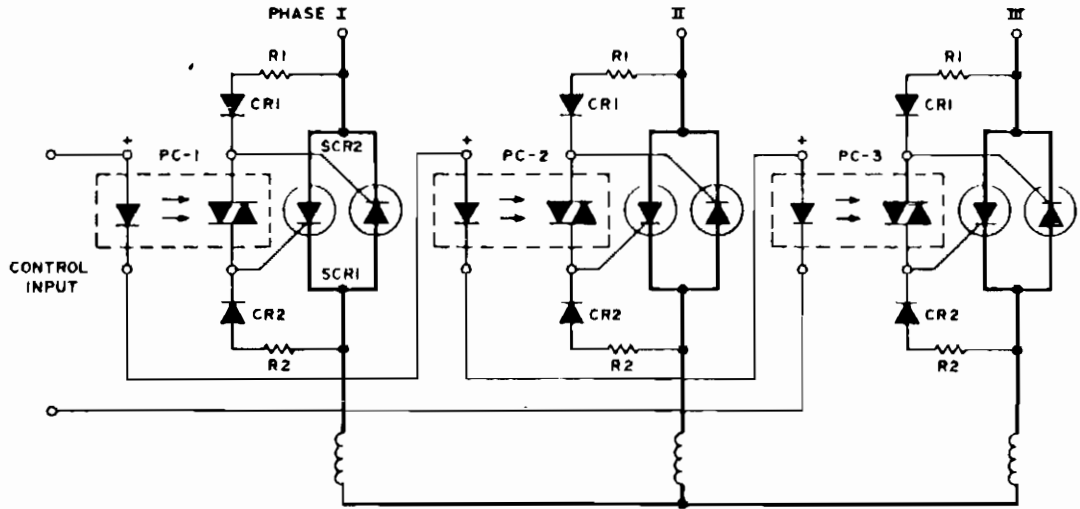 PHASE I II III
R1 R1 R1
CR1 CR1 CR1
+ PC-1 SCR2 + PC-2 + PC-3
CONTROL
INPUT
SCR1
CR2 CR2 CR2
R2 R2 R2